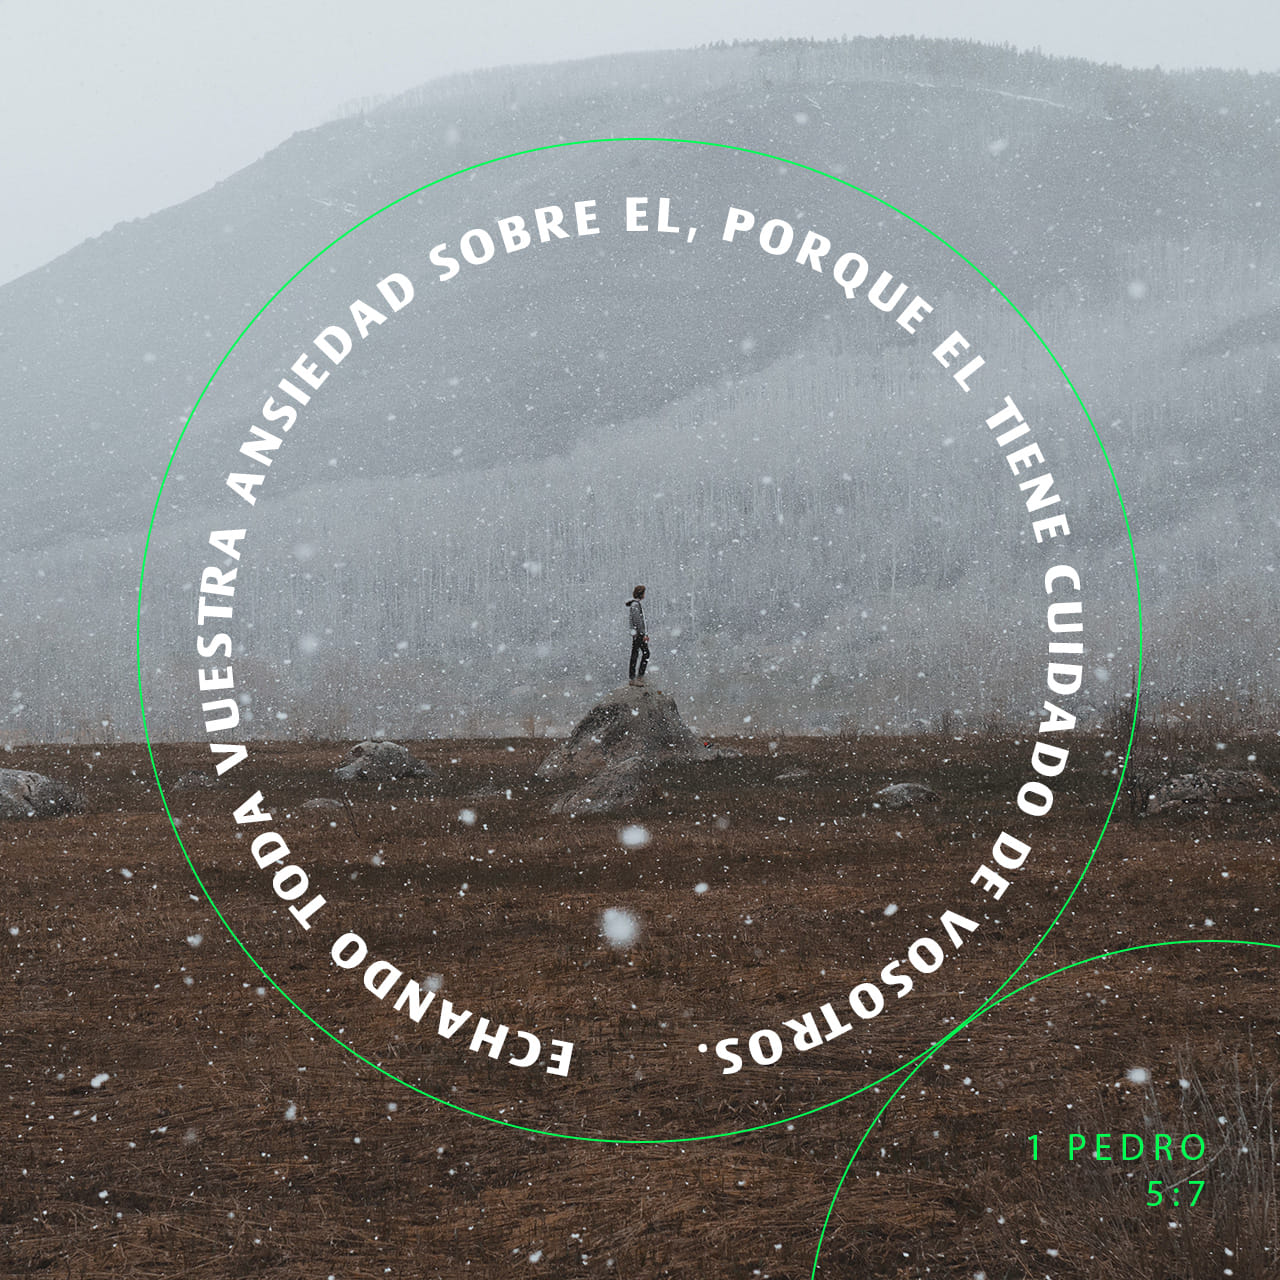 ECHANDO TODA VUESTRA ANSIEDAD SOBRE EL, PORQUE EL TIENE CUIDADO DE VOSOTROS.
1 PEDRO
5:7